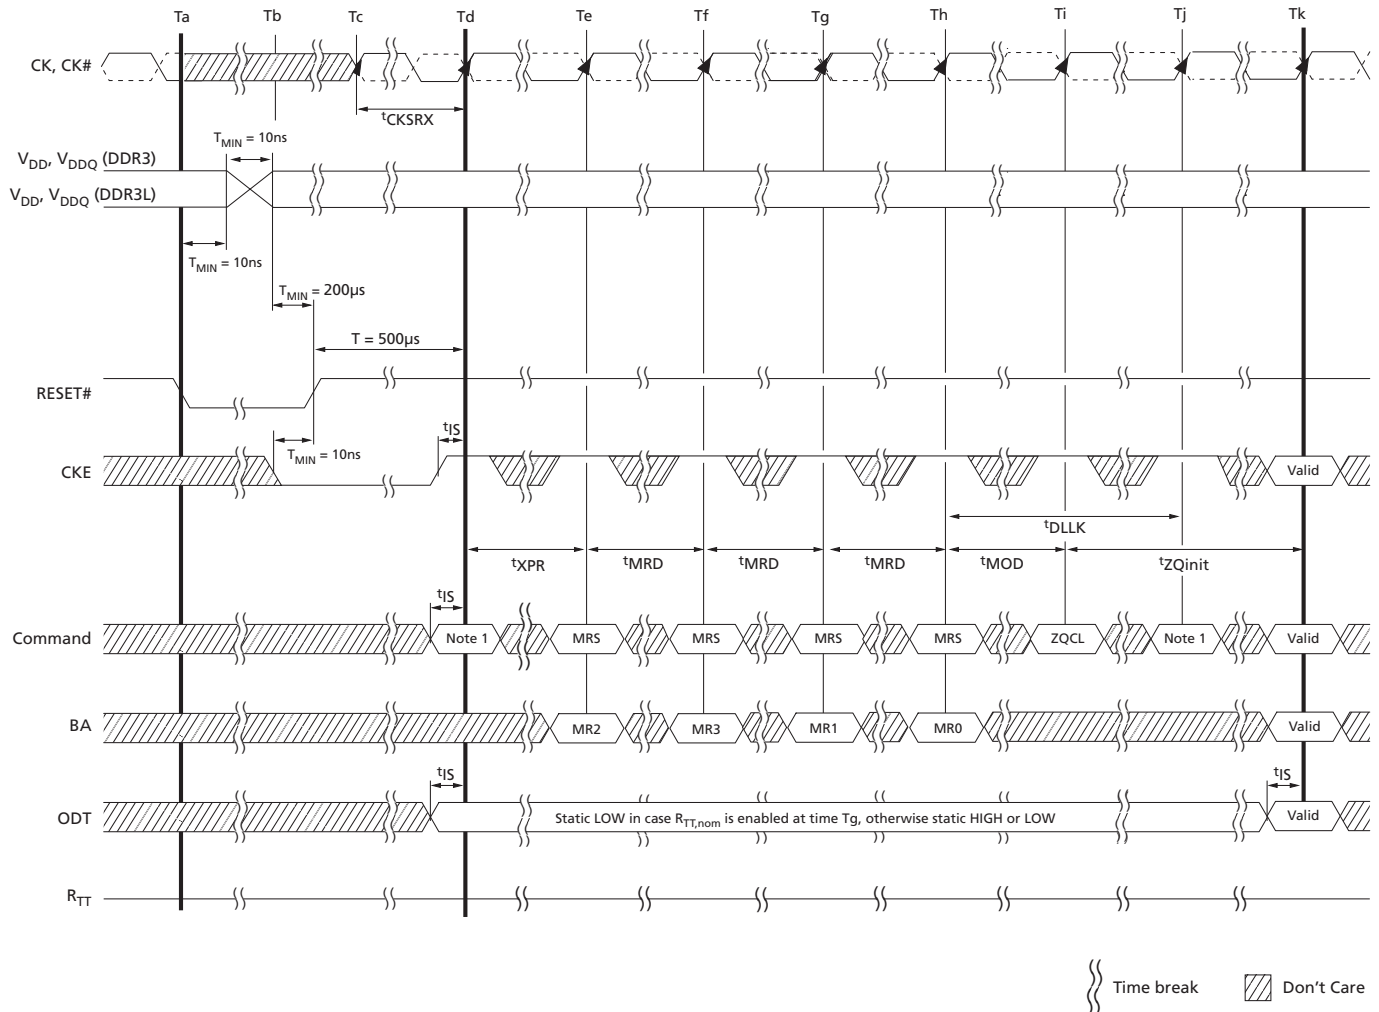 Ta Tb Tc Td Te Tf Tg Th Ti Tj Tk
CK, CK#
tCKSRX
TMIN = 10ns
VDD, VDDQ (DDR3)
VDD, VDDQ (DDR3L)
TMIN = 10ns
TMIN = 200µs
T = 500µs
RESET#
tIS
TMIN = 10ns
CKE
Valid
tDLLK
tXPR tMRD tMRD tMRD tMOD tZQinit
tIS
Command Note 1 MRS MRS MRS MRS ZQCL Note 1 Valid
BA MR2 MR3 MR1 MR0 Valid
tIS tIS
ODT Static LOW in case RTT,nom is enabled at time Tg, otherwise static HIGH or LOW Valid
RTT
Time break Don't Care